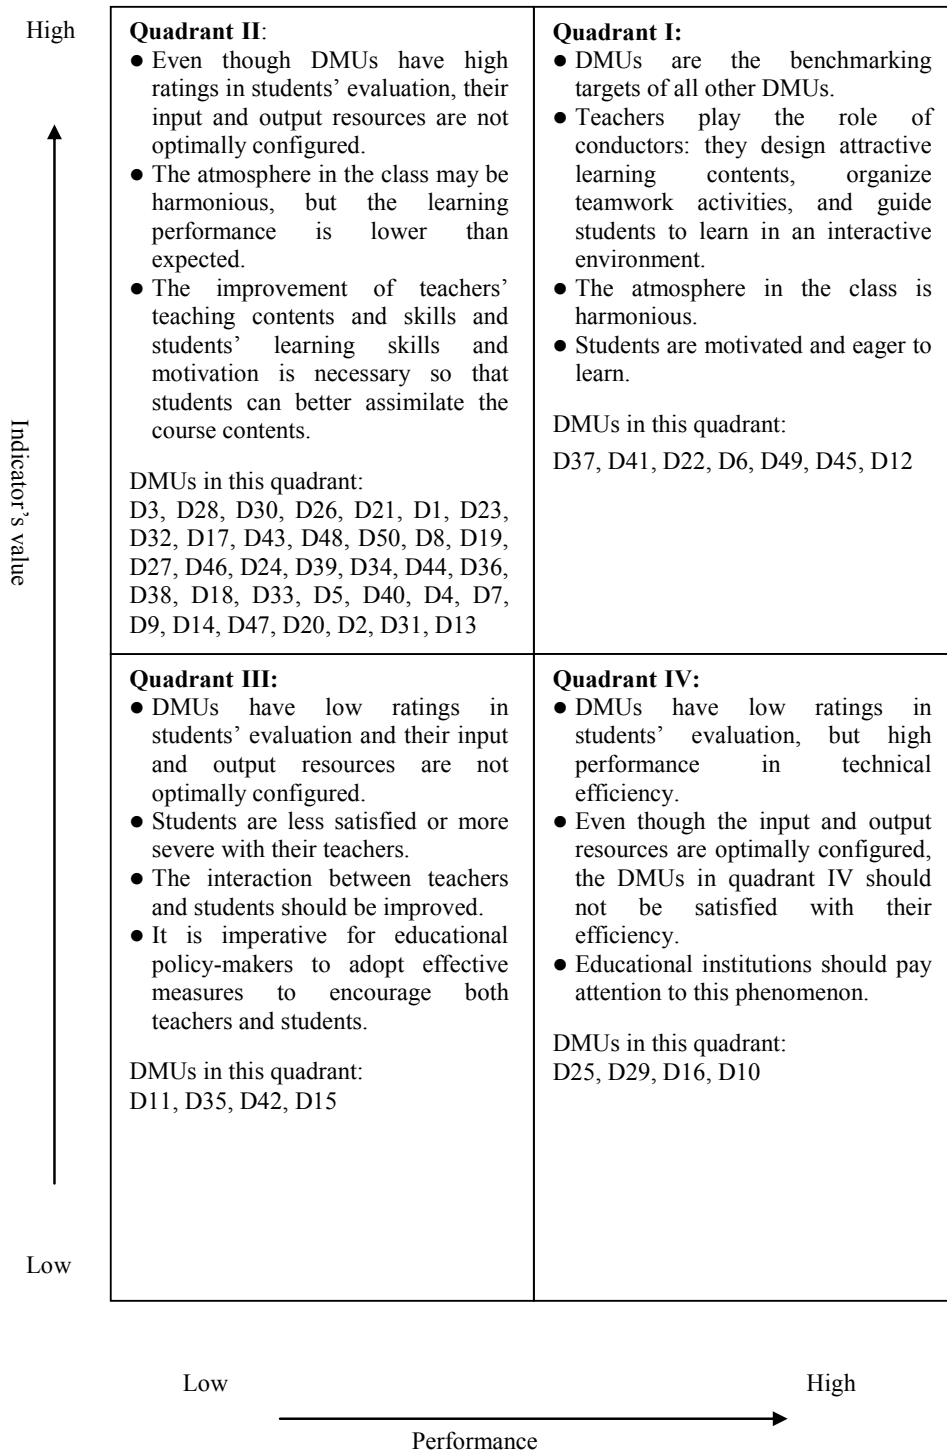 High
Quadrant II:
● Even though DMUs have high
ratings in students’ evaluation, their
input and output resources are not
optimally configured.
● The atmosphere in the class may be
harmonious, but the learning
performance is lower than
expected.
● The improvement of teachers’
teaching contents and skills and
students’ learning skills and
motivation is necessary so that
students can better assimilate the
course contents.
DMUs in this quadrant:
D3, D28, D30, D26, D21, D1, D23,
D32, D17, D43, D48, D50, D8, D19,
D27, D46, D24, D39, D34, D44, D36,
D38, D18, D33, D5, D40, D4, D7,
D9, D14, D47, D20, D2, D31, D13
Quadrant I:
● DMUs are the benchmarking
targets of all other DMUs.
● Teachers play the role of
conductors: they design attractive
learning contents, organize
teamwork activities, and guide
students to learn in an interactive
environment.
● The atmosphere in the class is
harmonious.
● Students are motivated and eager to
learn.
DMUs in this quadrant:
D37, D41, D22, D6, D49, D45, D12
Indicator’s value
Quadrant III:
● DMUs have low ratings in
students’ evaluation and their input
and output resources are not
optimally configured.
● Students are less satisfied or more
severe with their teachers.
● The interaction between teachers
and students should be improved.
● It is imperative for educational
policy-makers to adopt effective
measures to encourage both
teachers and students.
DMUs in this quadrant:
D11, D35, D42, D15
Quadrant IV:
● DMUs have low ratings in
students’ evaluation, but high
performance in technical
efficiency.
● Even though the input and output
resources are optimally configured,
the DMUs in quadrant IV should
not be satisfied with their
efficiency.
● Educational institutions should pay
attention to this phenomenon.
DMUs in this quadrant:
D25, D29, D16, D10
Low
Low
High
Performance